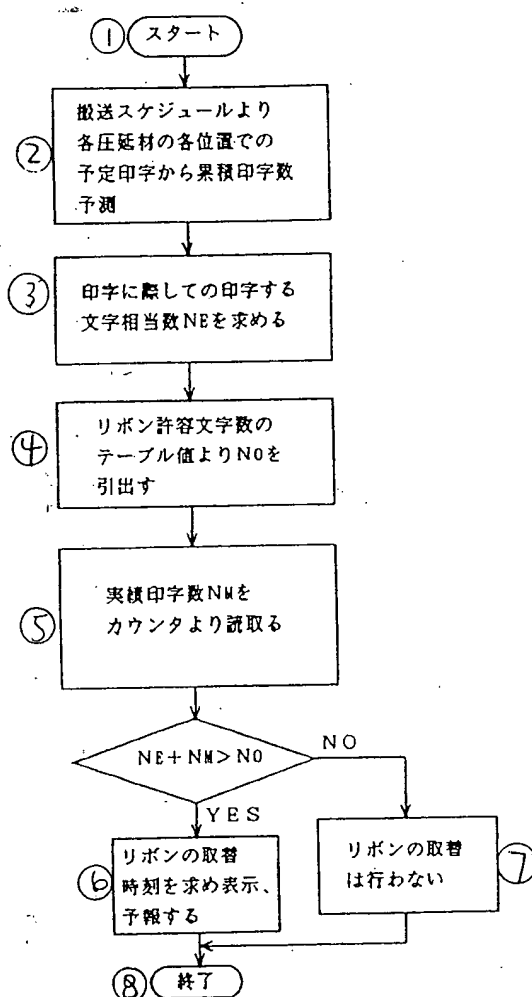 ① スタート
②
搬送スケジュールより
各圧延材の各位置での
予定印字から累積印字数
予測
③
印字に際しての印字する
文字相当数NEを求める
④
リボン許容文字数の
テーブル値よりNOを
引出す
⑤
実績印字数NMを
カウンタより読取る
NE+NM>NO
NO
YES
⑥
リボンの取替
時刻を求め表示、
予報する
リボンの取替
は行わない
⑦
⑧ 終了